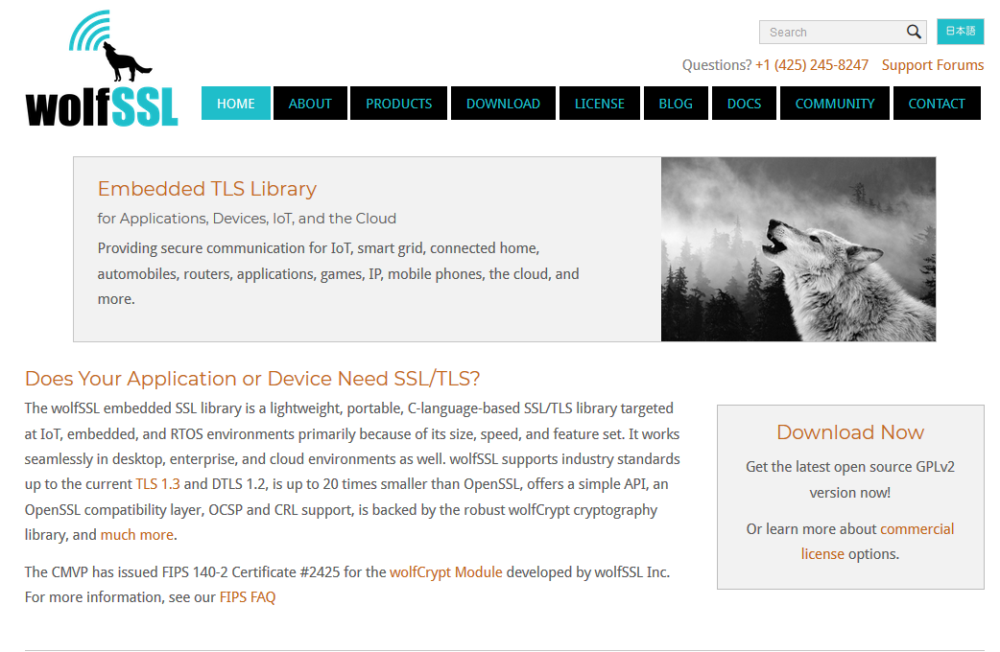 Search
日本語
Questions? +1 (425) 245-8247 Support Forums
wolfSSL
HOME ABOUT PRODUCTS DOWNLOAD LICENSE BLOG DOCS COMMUNITY CONTACT
Embedded TLS Library
for Applications, Devices, IoT, and the Cloud
Providing secure communication for IoT, smart grid, connected home,
automobiles, routers, applications, games, IP, mobile phones, the cloud, and
more.
Does Your Application or Device Need SSL/TLS?
The wolfSSL embedded SSL library is a lightweight, portable, C-language-based SSL/TLS library targeted
at IoT, embedded, and RTOS environments primarily because of its size, speed, and feature set. It works
seamlessly in desktop, enterprise, and cloud environments as well. wolfSSL supports industry standards
up to the current TLS 1.3 and DTLS 1.2, is up to 20 times smaller than OpenSSL, offers a simple API, an
OpenSSL compatibility layer, OCSP and CRL support, is backed by the robust wolfCrypt cryptography
library, and much more.
The CMVP has issued FIPS 140-2 Certificate #2425 for the wolfCrypt Module developed by wolfSSL Inc.
For more information, see our FIPS FAQ
Download Now
Get the latest open source GPLv2
version now!
Or learn more about commercial
license options.